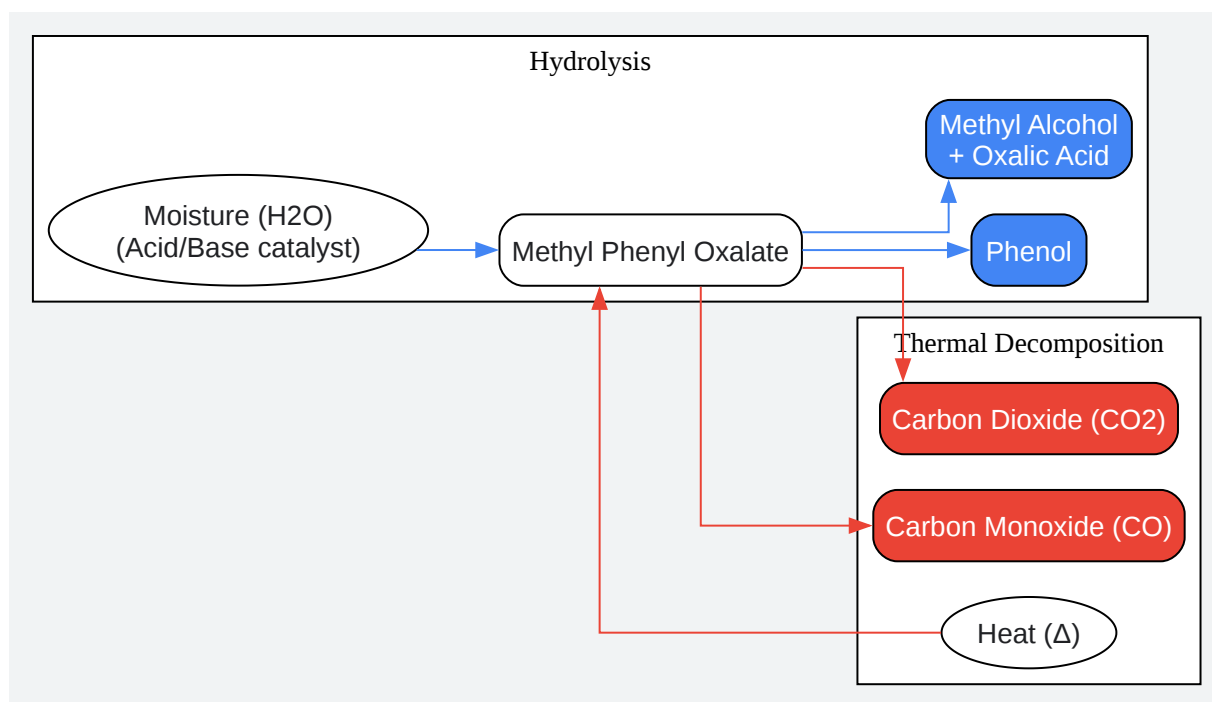 Hydrolysis
Methyl Alcohol
+ Oxalic Acid
Moisture (H2O)
(Acid/Base catalyst)
Methyl Phenyl Oxalate
Phenol
Thermal Decomposition
Carbon Dioxide (CO2)
Carbon Monoxide (CO)
Heat (Δ)